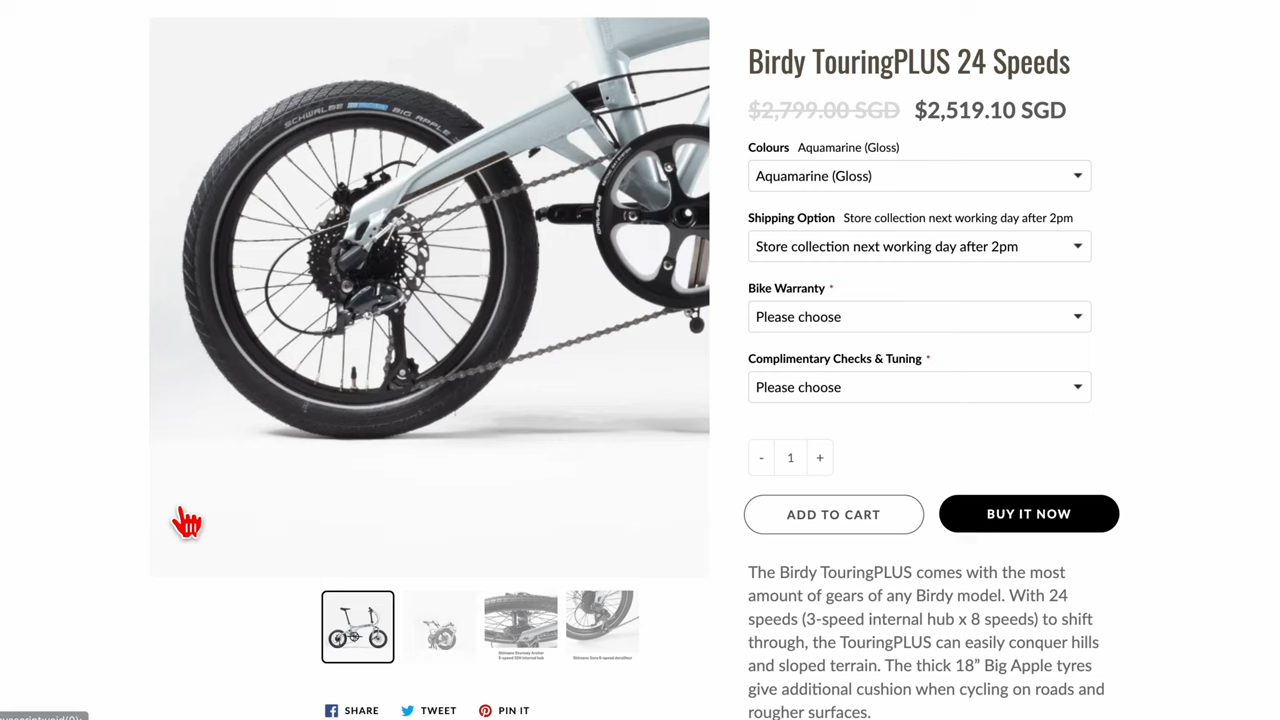 SCHWALBE
BIG APPLE
Birdy TouringPLUS 24 Speeds
$2,799.00 SGD $2,519.10 SGD
Colours Aquamarine (Gloss)
Aquamarine (Gloss)
Shipping Option Store collection next working day after 2pm
Store collection next working day after 2pm
Bike Warranty *
Please choose
Complimentary Checks & Tuning *
Please choose
- 1 +
ADD TO CART
BUY IT NOW
The Birdy TouringPLUS comes with the most
amount of gears of any Birdy model. With 24
speeds (3-speed internal hub x 8 speeds) to shift
through, the TouringPLUS can easily conquer hills
and sloped terrain. The thick 18” Big Apple tyres
give additional cushion when cycling on roads and
rougher surfaces.
SHARE
TWEET
PIN IT